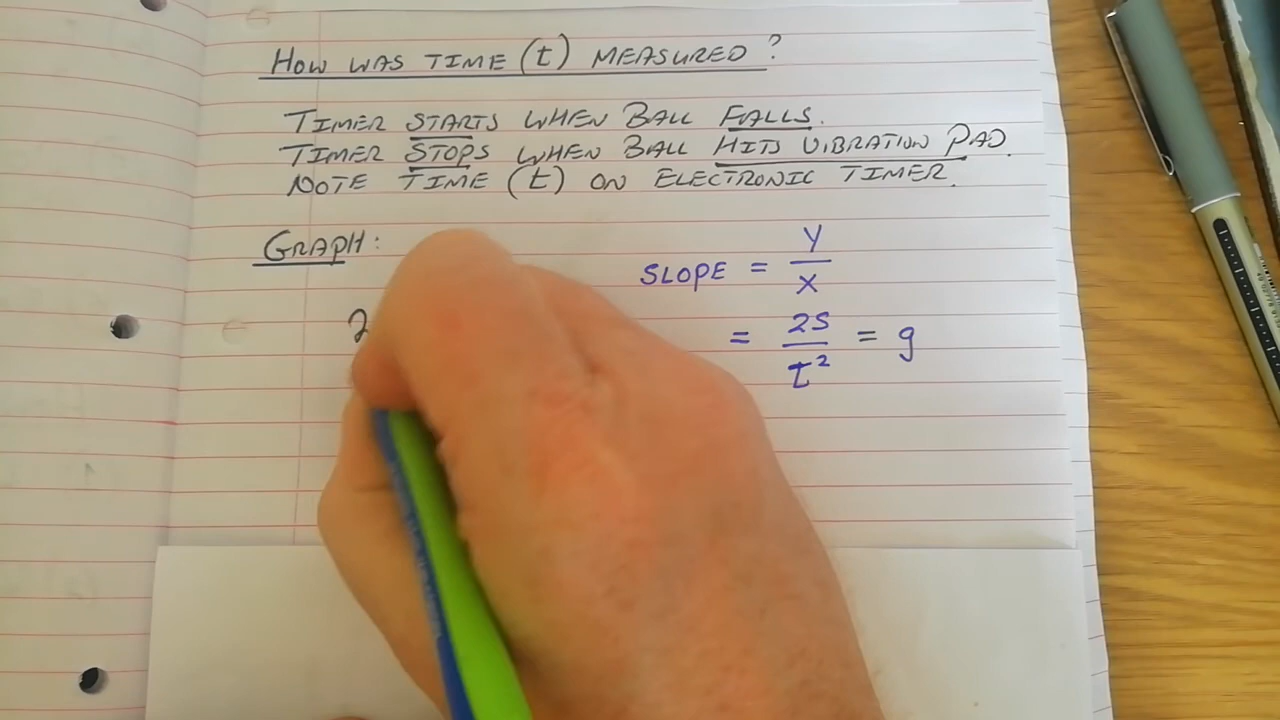 HOW WAS TIME (t) MEASURED?
TIMER STARTS WHEN BALL FALLS.
TIMER STOPS WHEN BALL HITS VIBRATION PAD.
NOTE TIME (t) ON ELECTRONIC TIMER.
GRAPH:
2
SLOPE = Y/X
= 2S/t² = g